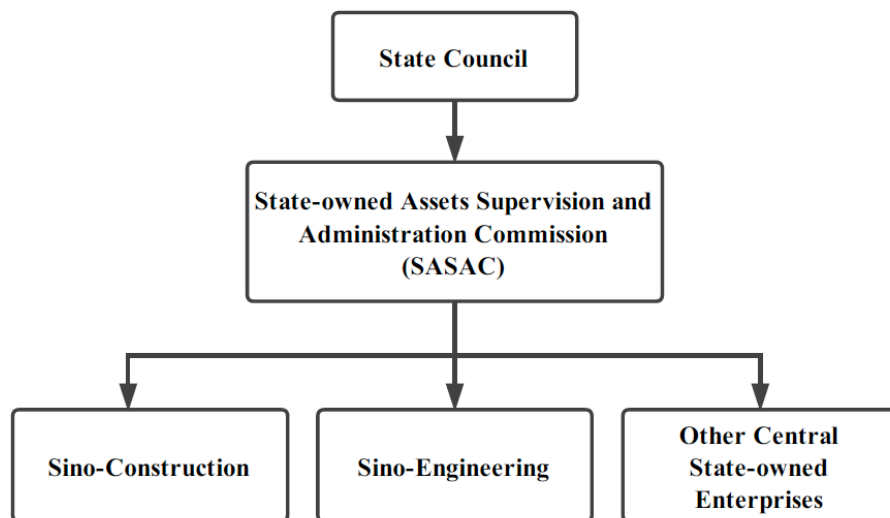 State Council
State-owned Assets Supervision and
Administration Commission
(SASAC)
Sino-Construction
Sino-Engineering
Other Central
State-owned
Enterprises